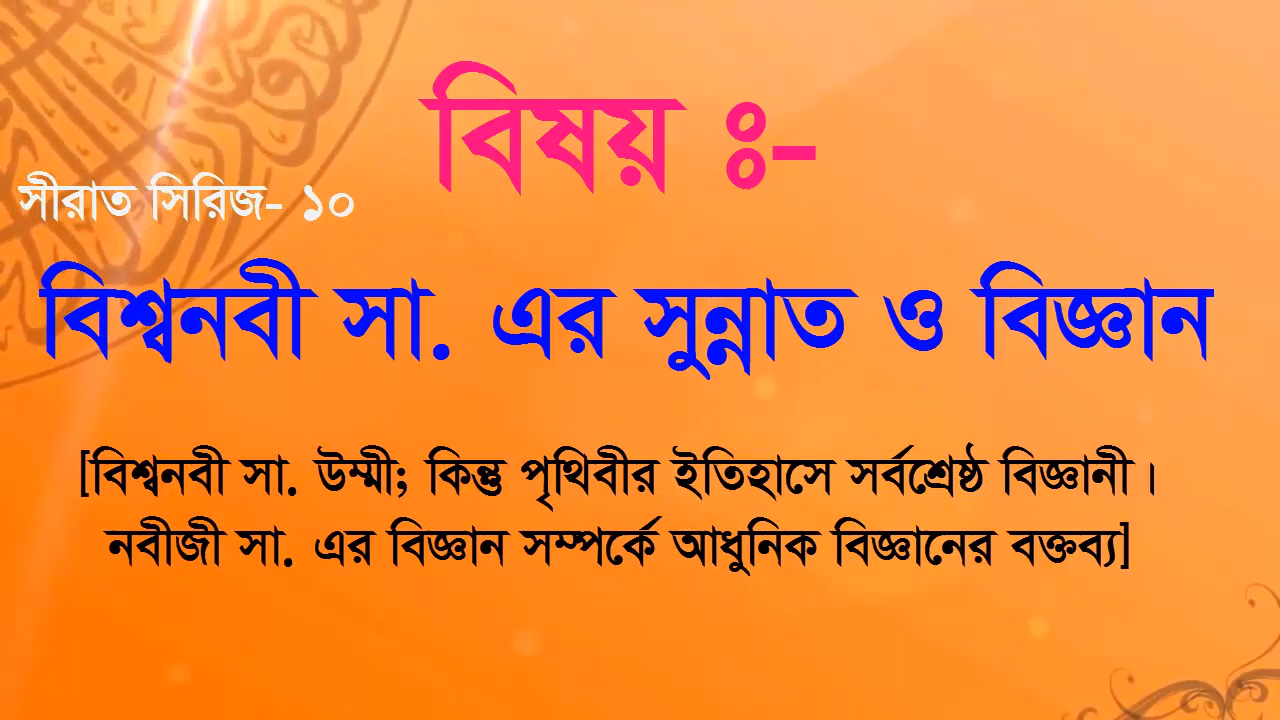 বিষয় ঃ-
সীরাত সিরিজ- ১০
বিশ্বনবী সা. এর সুন্নাত ও বিজ্ঞান
[বিশ্বনবী সা. উম্মী; কিন্তু পৃথিবীর ইতিহাসে সর্বশ্রেষ্ঠ বিজ্ঞানী।
নবীজী সা. এর বিজ্ঞান সম্পর্কে আধুনিক বিজ্ঞানের বক্তব্য]